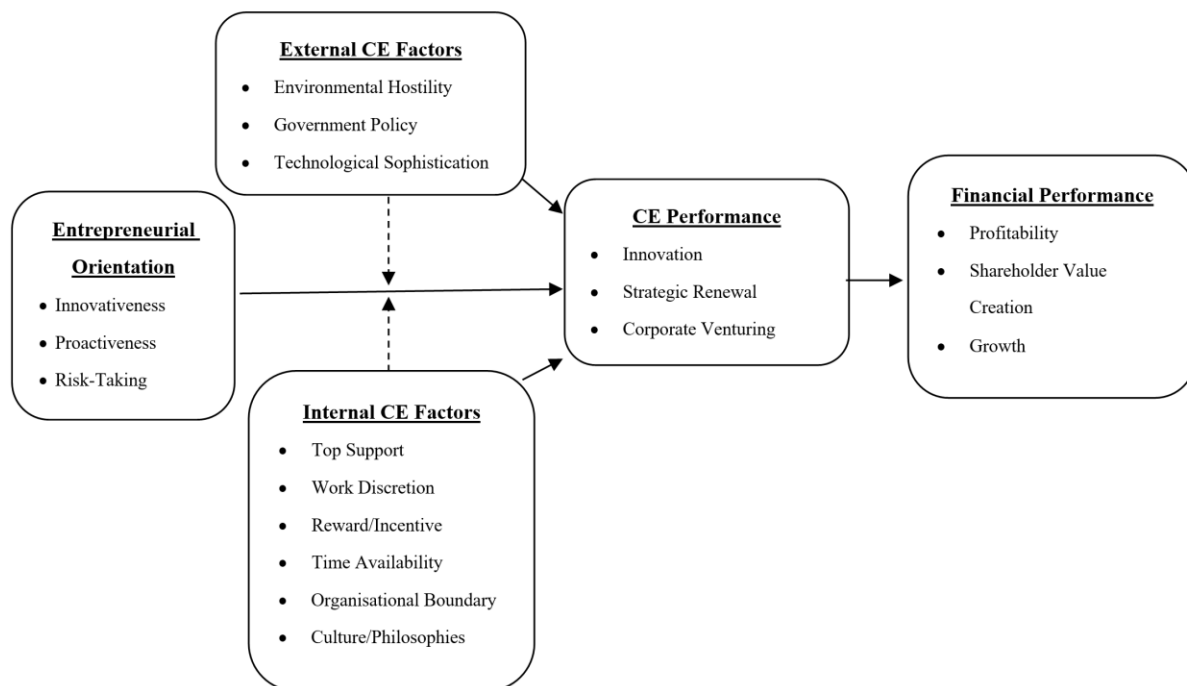 External CE Factors
• Environmental Hostility
• Government Policy
• Technological Sophistication
Entrepreneurial
Orientation
• Innovativeness
• Proactiveness
• Risk-Taking
Internal CE Factors
• Top Support
• Work Discretion
• Reward/Incentive
• Time Availability
• Organisational Boundary
• Culture/Philosophies
CE Performance
• Innovation
• Strategic Renewal
• Corporate Venturing
Financial Performance
• Profitability
• Shareholder Value
Creation
• Growth